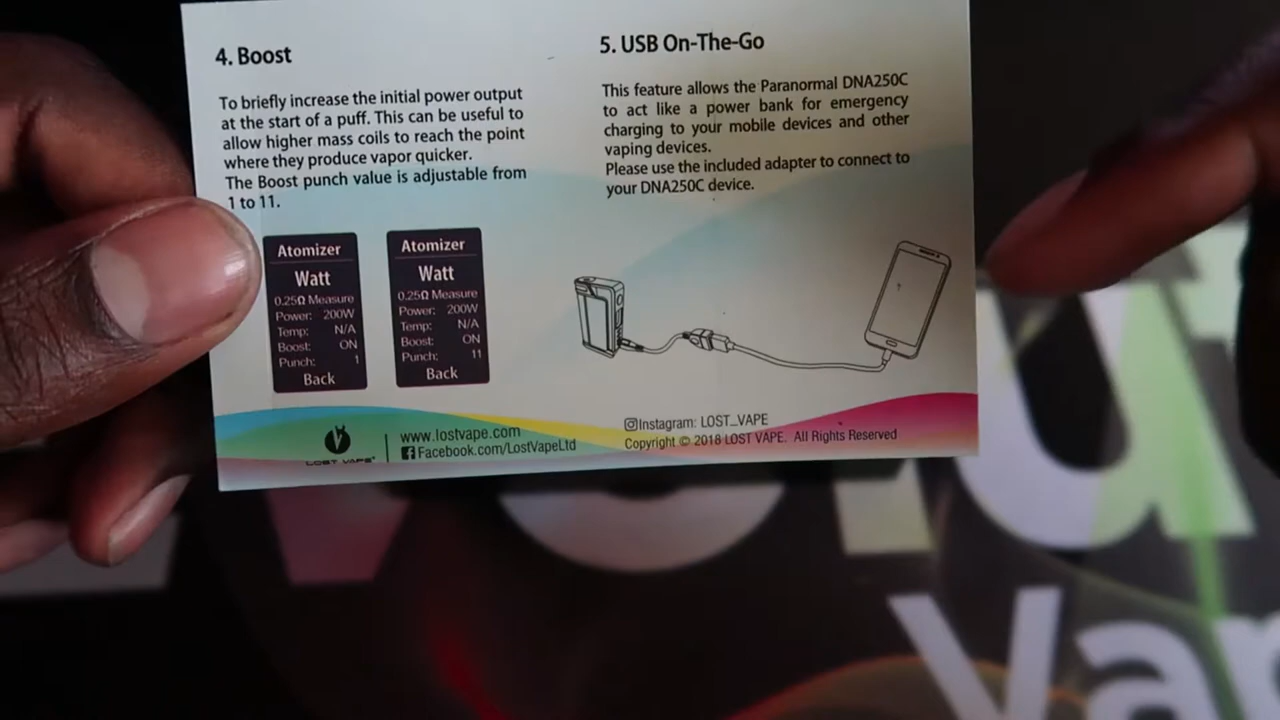 4. Boost
To briefly increase the initial power output
at the start of a puff. This can be useful to
allow higher mass coils to reach the point
where they produce vapor quicker.
The Boost punch value is adjustable from
1 to 11.
Atomizer
Watt
0.25Ω Measure
Power: 200W
Temp: N/A
Boost: ON
Punch: 1
Back
Atomizer
Watt
0.25Ω Measure
Power: 200W
Temp: N/A
Boost: ON
Punch: 11
Back
5. USB On-The-Go
This feature allows the Paranormal DNA250C
to act like a power bank for emergency
charging to your mobile devices and other
vaping devices.
Please use the included adapter to connect to
your DNA250C device.
LOST VAPE
www.lostvape.com
Facebook.com/LostVapeLtd
Instagram: LOST_VAPE
Copyright © 2018 LOST VAPE. All Rights Reserved